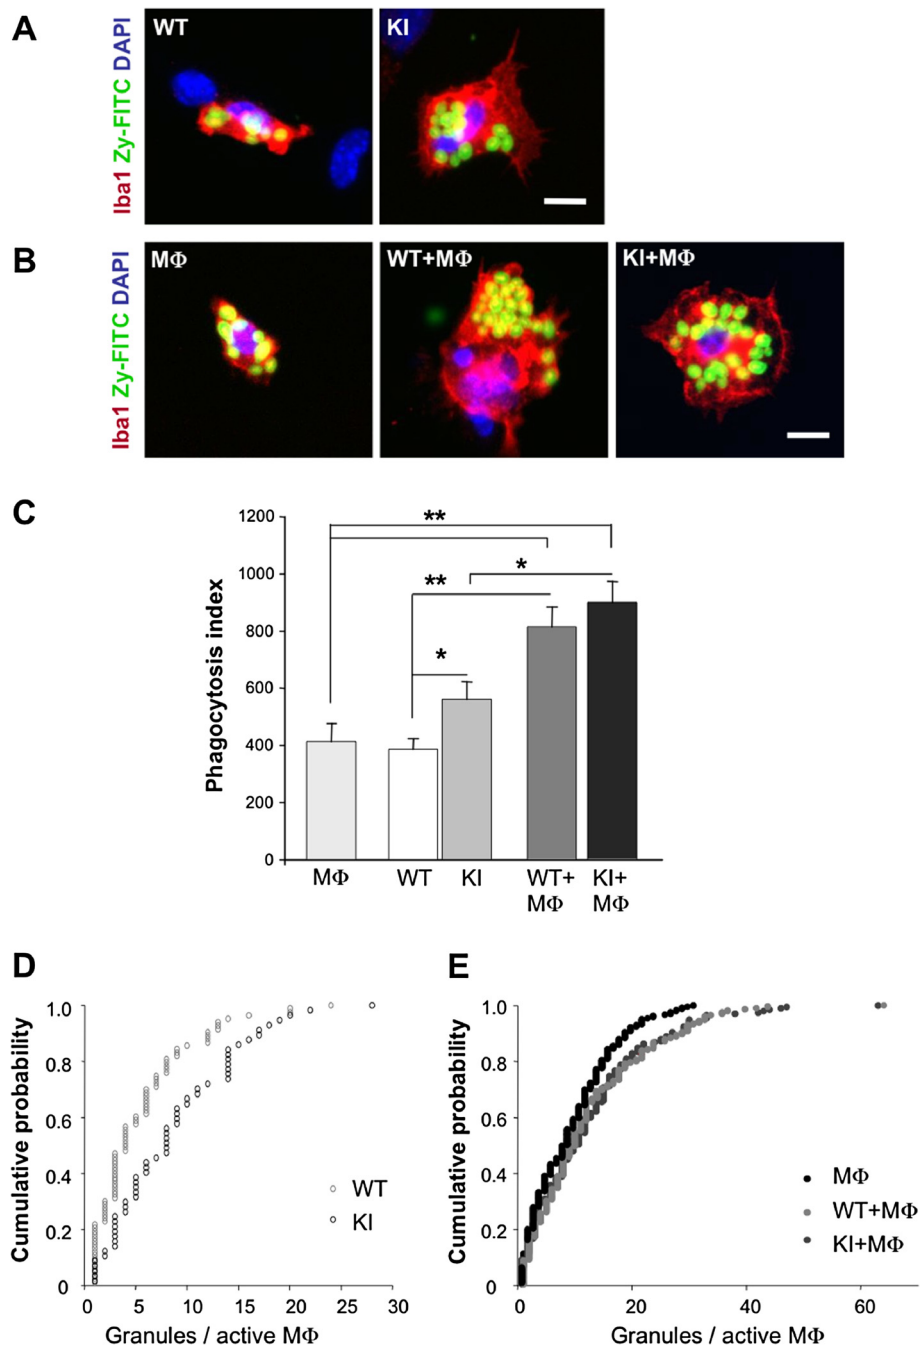 A
Iba1 Zy-FITC DAPI
WT
KI
B
Iba1 Zy-FITC DAPI
MΦ
WT+MΦ
KI+MΦ
C
Phagocytosis index
1200
1000
800
600
400
200
0
**
*
**
*
MΦ
WT
KI
WT+
MΦ
KI+
MΦ
D
Cumulative probability
1.0
0.8
0.6
0.4
0.2
0
0 5 10 15 20 25 30
Granules / active MΦ
WT
KI
E
Cumulative probability
1.0
0.8
0.6
0.4
0.2
0
0 20 40 60
Granules / active MΦ
MΦ
WT+MΦ
KI+MΦ